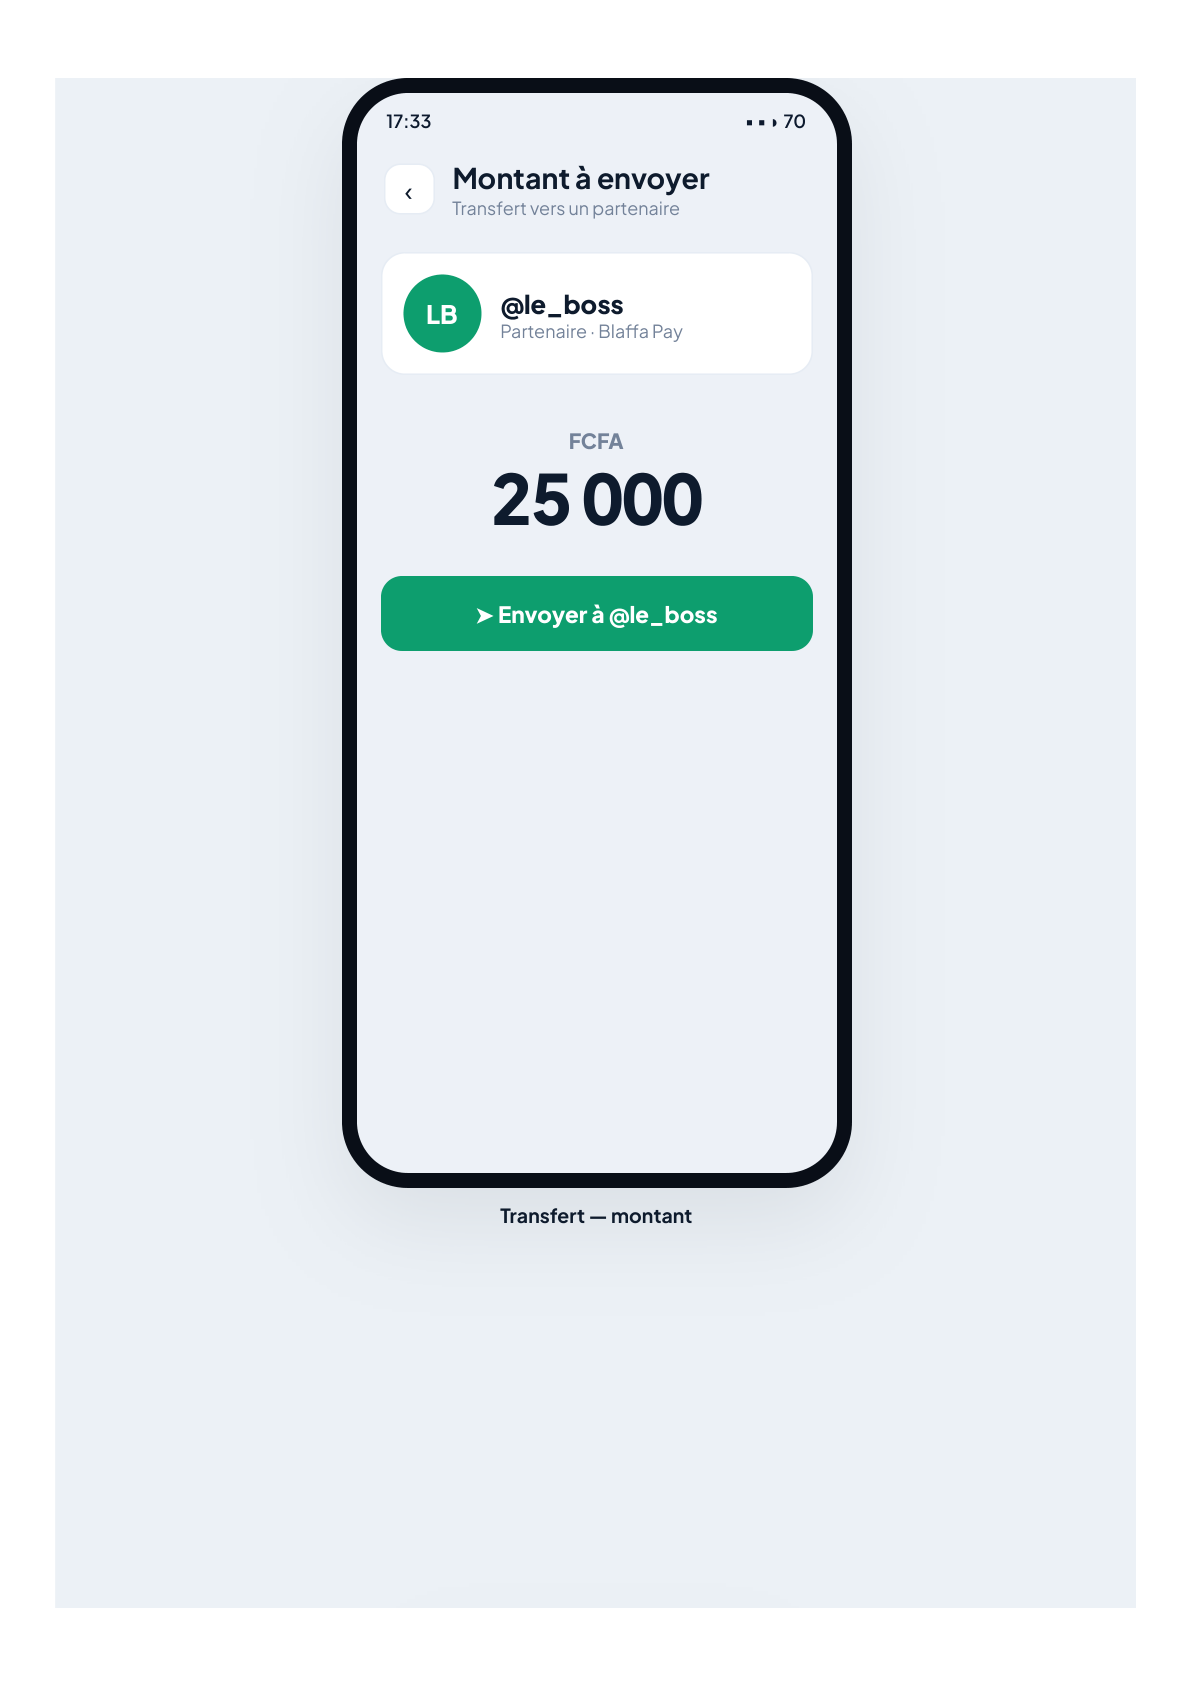 17:33 70
‹ Montant à envoyer
Transfert vers un partenaire
LB @le_boss
Partenaire · Blaffa Pay
FCFA
25 000
➤ Envoyer à @le_boss
Transfert — montant